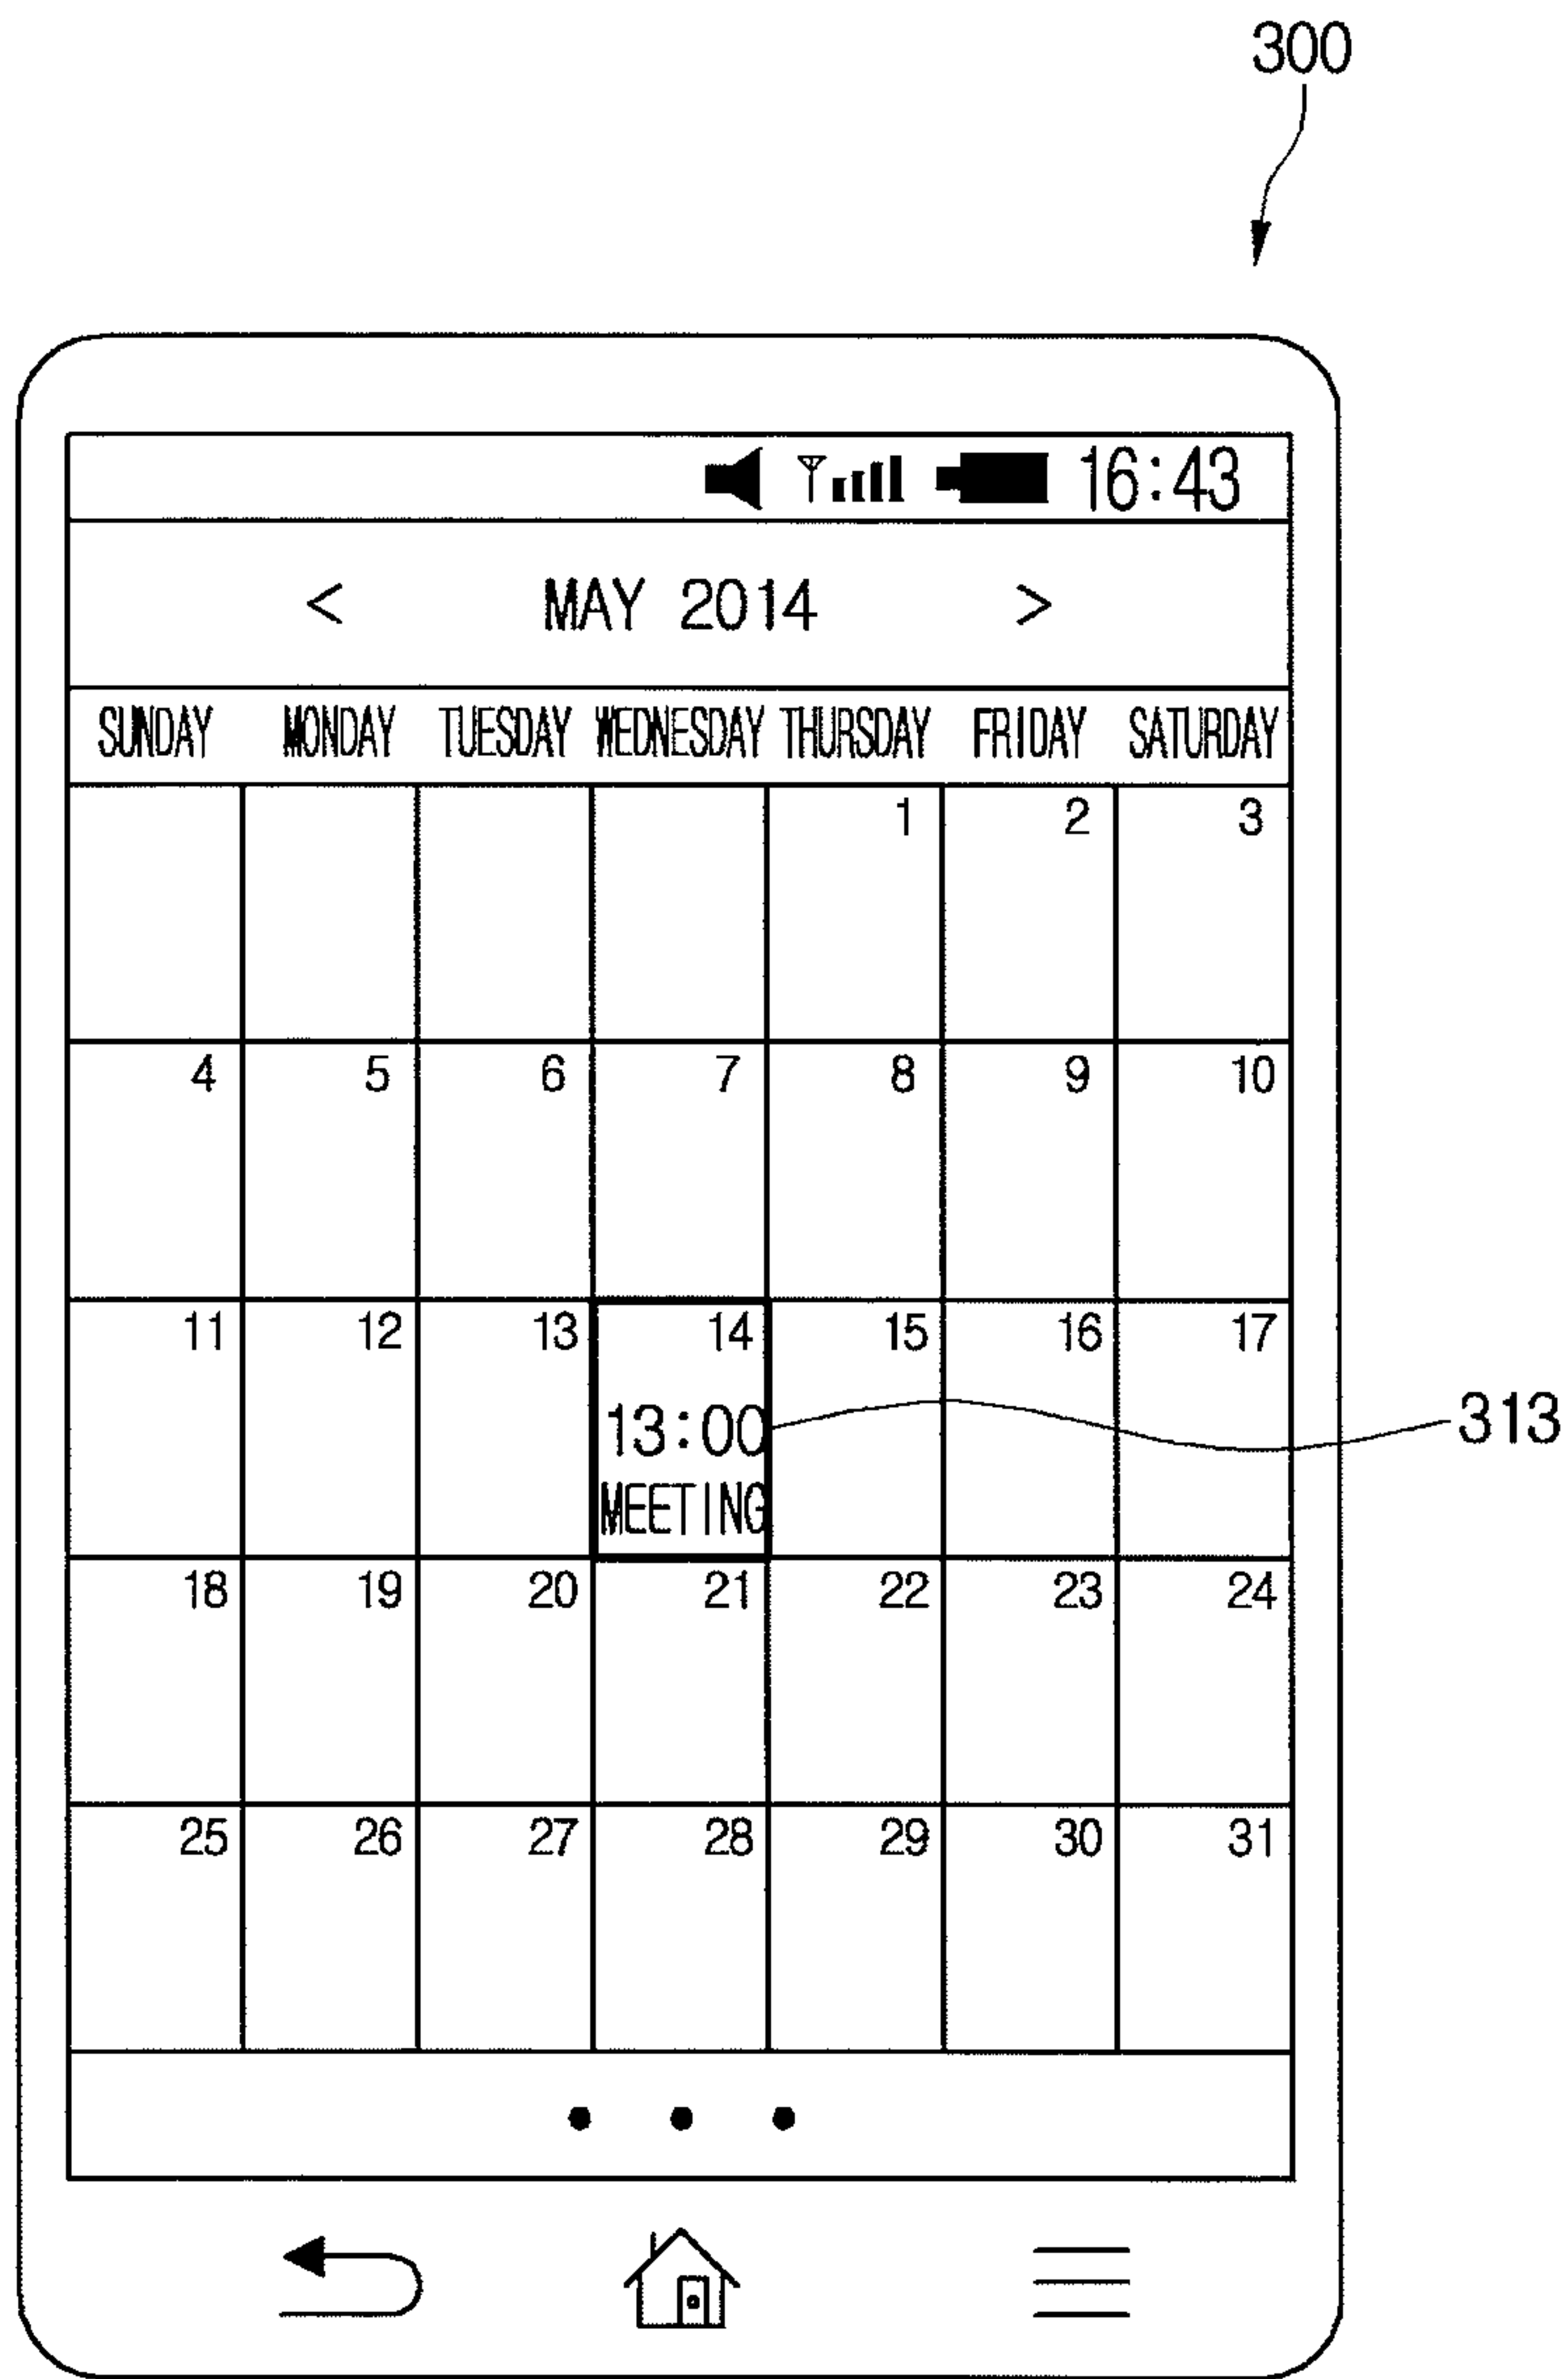 300
16:43
< MAY 2014 >
SUNDAY MONDAY TUESDAY WEDNESDAY THURSDAY FRIDAY SATURDAY
1 2 3
4 5 6 7 8 9 10
11 12 13 14 15 16 17
13:00
313
MEETING
18 19 20 21 22 23 24
25 26 27 28 29 30 31